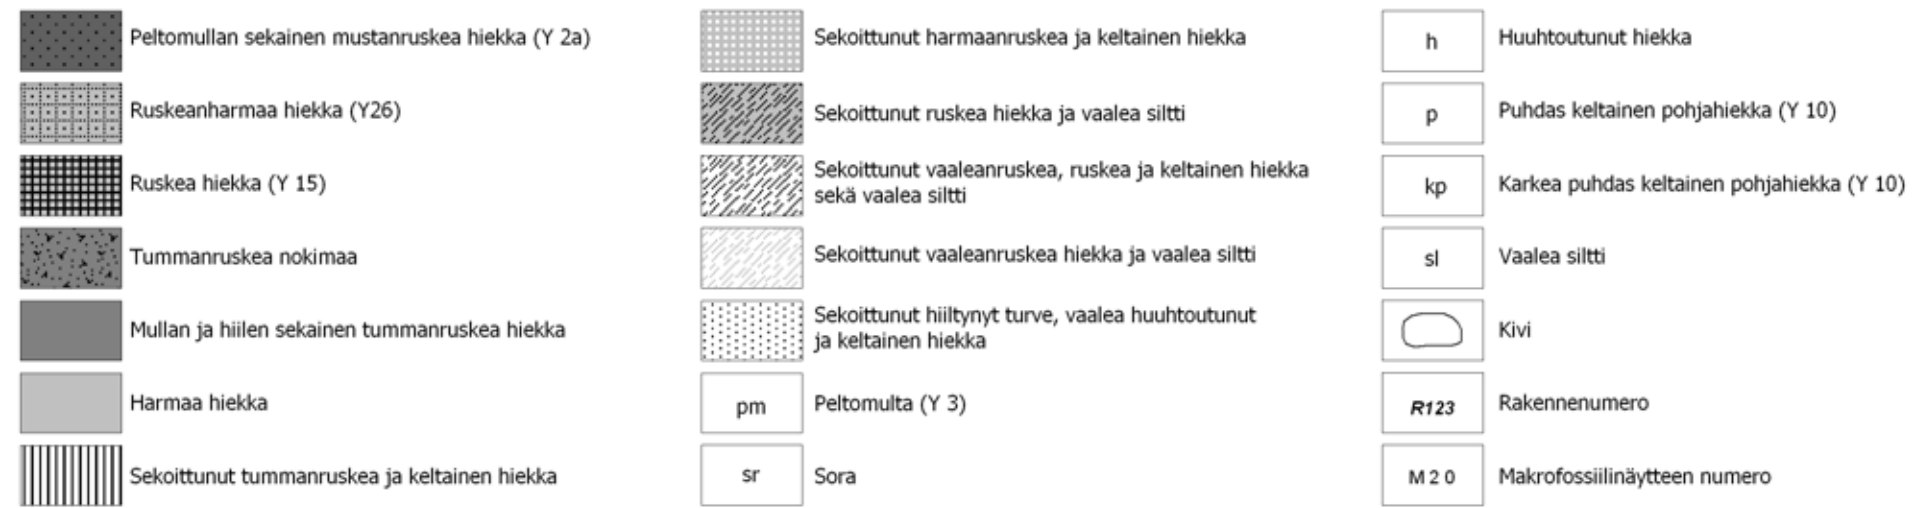 Peltomullan sekainen mustanruskea hiekka (Y 2a)
Ruskeanharmaa hiekka (Y26)
Ruskea hiekka (Y 15)
Tummanruskea nokimaa
Mullan ja hiilen sekainen tummanruskea hiekka
Harmaa hiekka
Sekoittunut tummanruskea ja keltainen hiekka
Sekoittunut harmaanruskea ja keltainen hiekka
Sekoittunut ruskea hiekka ja vaalea siltti
Sekoittunut vaaleanruskea, ruskea ja keltainen hiekka
sekä vaalea siltti
Sekoittunut vaaleanruskea hiekka ja vaalea siltti
Sekoittunut hiiltynyt turve, vaalea huuhtoutunut
ja keltainen hiekka
pm Peltomulta (Y 3)
sr Sora
h Huuhtoutunut hiekka
p Puhdas keltainen pohjahiekka (Y 10)
kp Karkea puhdas keltainen pohjahiekka (Y 10)
sl Vaalea siltti
Kivi
R123 Rakennenumero
M 2 0 Makrofossiilinäytteen numero